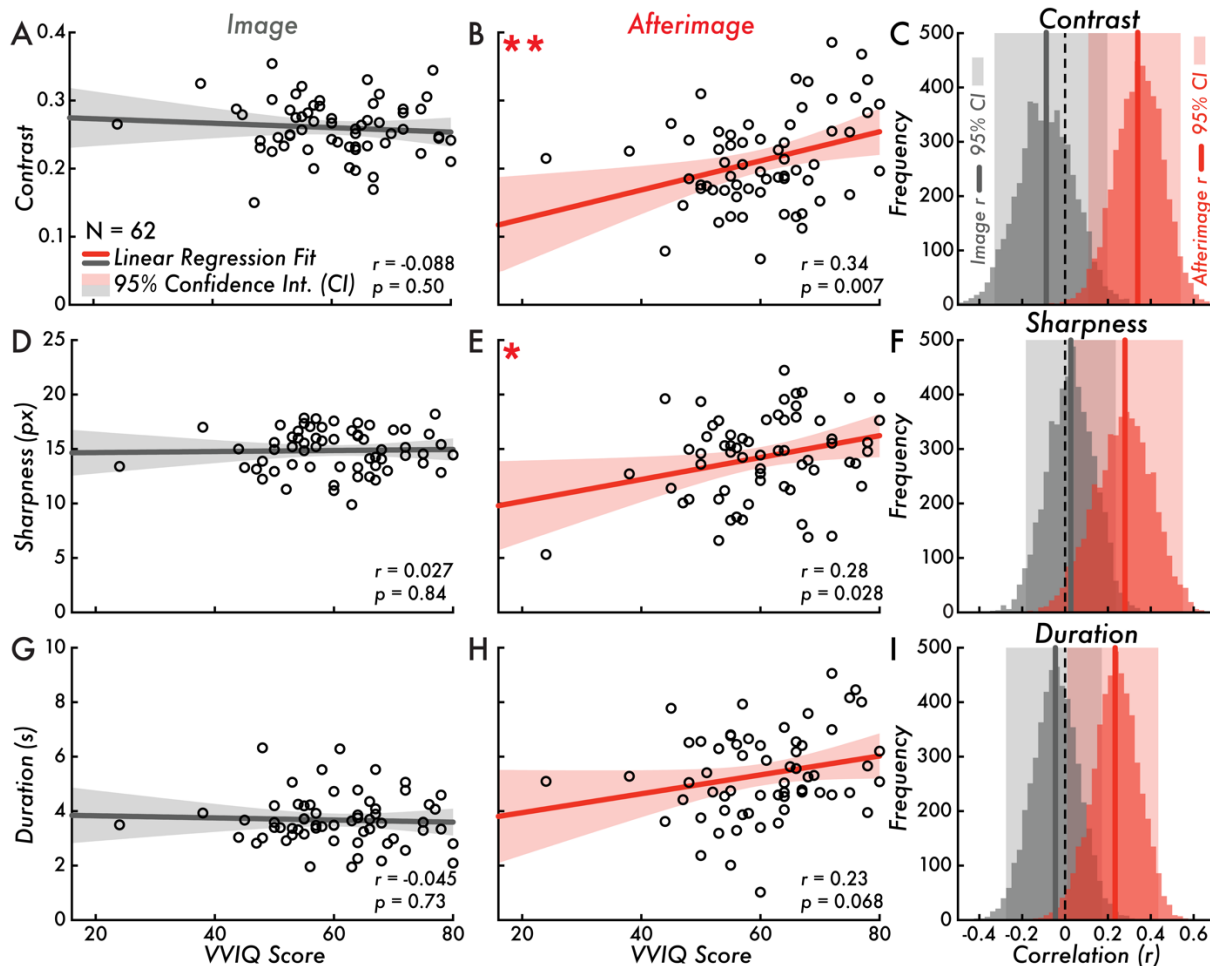 Image
Afterimage
A
B
C
Contrast
**
Contrast
0.4
0.3
0.2
0.1
0
N = 62
Linear Regression Fit
95% Confidence Int. (CI)
r = -0.088
p = 0.50
r = 0.34
p = 0.007
Frequency
500
400
300
200
100
0
Image r 95% CI
Afterimage r 95% CI
D
E
F
Sharpness
*
Sharpness (px)
25
20
15
10
5
0
r = 0.027
p = 0.84
r = 0.28
p = 0.028
Frequency
500
400
300
200
100
0
G
H
I
Duration
Duration (s)
10
8
6
4
2
0
r = -0.045
p = 0.73
r = 0.23
p = 0.068
Frequency
500
400
300
200
100
0
20 40 60 80
VVIQ Score
20 40 60 80
VVIQ Score
-0.4 -0.2 0 0.2 0.4 0.6
Correlation (r)